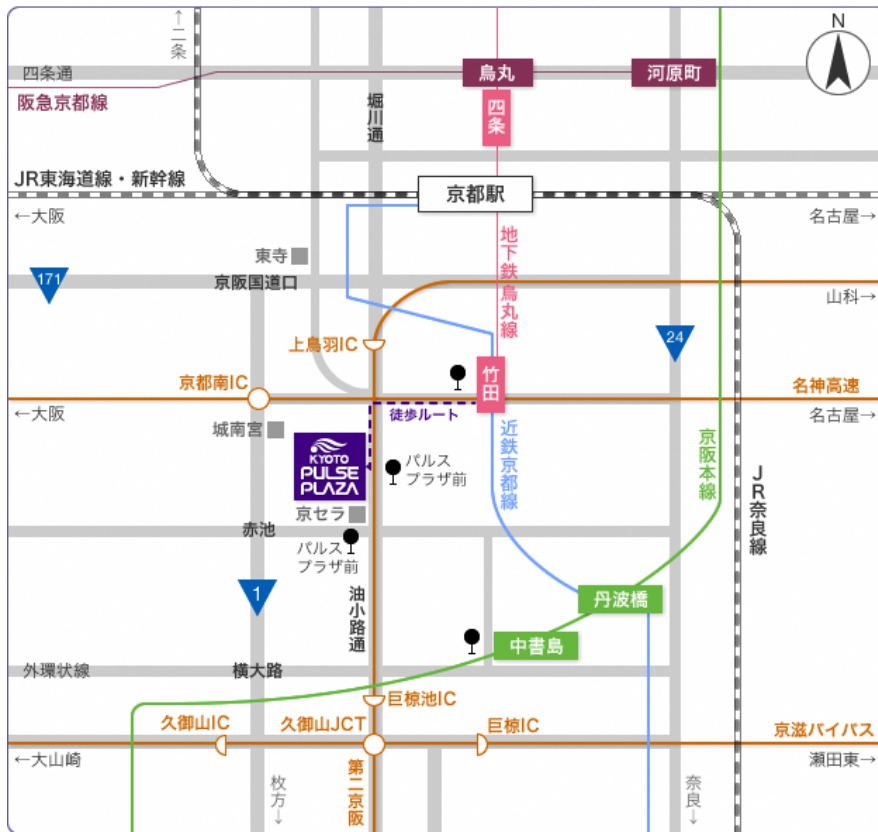 N
←二条
四条通
烏丸
河原町
阪急京都線
堀川通
四条
JR東海道線・新幹線
京都駅
←大阪
名古屋→
東寺
地下鉄烏丸線
171
京阪国道口
山科→
上鳥羽IC
24
京都南IC
竹田
名神高速
←大阪
徒歩ルート
名古屋→
城南宮
近鉄京都線
京阪本線
KYOTO
PULSE
PLAZA
パルス
プラザ前
JR奈良線
京セラ
赤池
パルス
プラザ前
1
油小路通
丹波橋
中書島
外環状線
横大路
巨椋池IC
久御山IC
久御山JCT
巨椋IC
京滋バイパス
←大山崎
第二京阪
瀬田東→
枚方→
奈良→